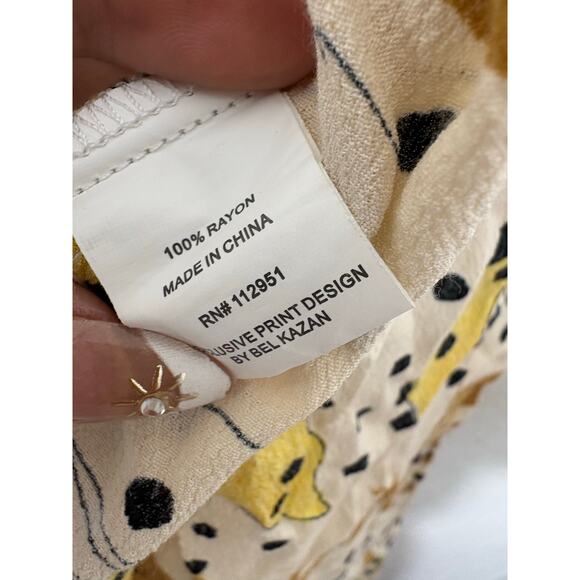 100% RAYON
MADE IN CHINA
RN# 112951
PRINT DESIGN
BY BEL KAZAN